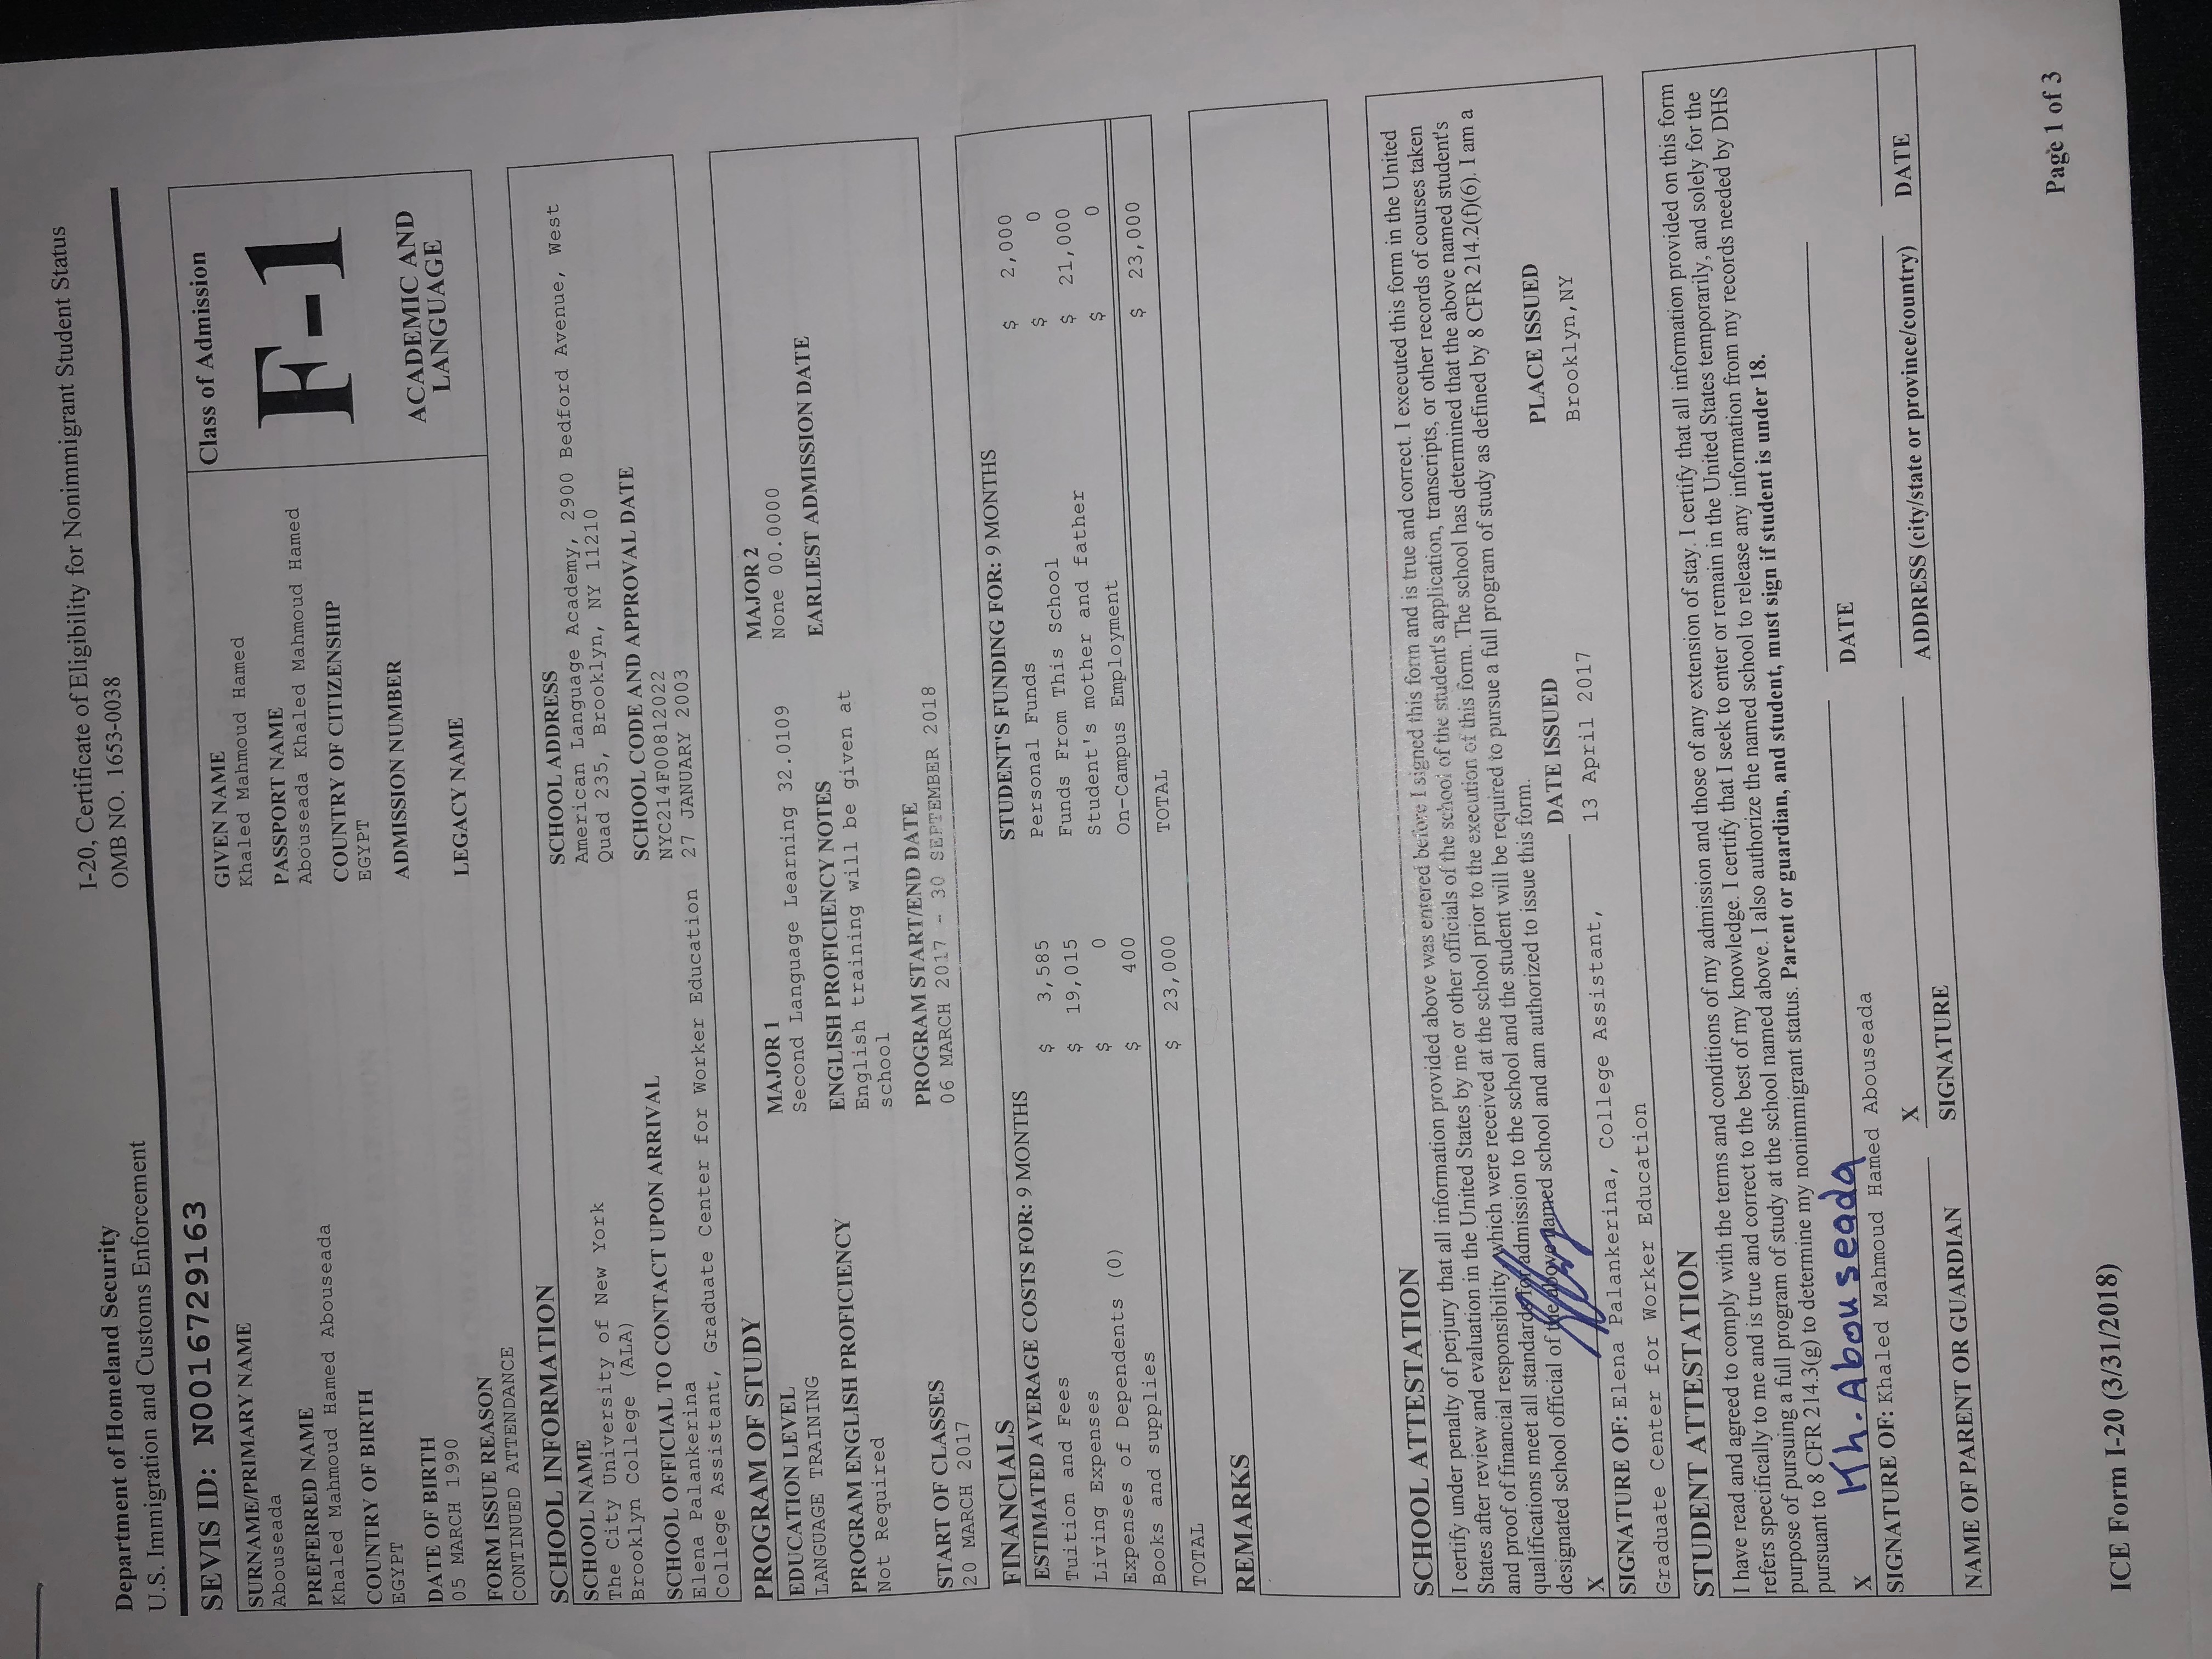 Department of Homeland Security
U.S. Immigration and Customs Enforcement
I-20, Certificate of Eligibility for Nonimmigrant Student Status
OMB NO. 1653-0038
SEVIS ID: N0016729163
SURNAME/PRIMARY NAME
Abouseada
PREFERRED NAME
Khaled Mahmoud Hamed Abouseada
COUNTRY OF BIRTH
EGYPT
DATE OF BIRTH
05 MARCH 1990
FORM ISSUE REASON
CONTINUED ATTENDANCE
GIVEN NAME
Khaled Mahmoud Hamed
PASSPORT NAME
Abouseada Khaled Mahmoud Hamed
COUNTRY OF CITIZENSHIP
EGYPT
ADMISSION NUMBER
LEGACY NAME
Class of Admission
F-1
ACADEMIC AND
LANGUAGE
SCHOOL INFORMATION
SCHOOL NAME
The City University of New York
Brooklyn College (ALA)
SCHOOL OFFICIAL TO CONTACT UPON ARRIVAL
Elena Palankerina
College Assistant, Graduate Center for Worker Education
SCHOOL ADDRESS
American Language Academy, 2900 Bedford Avenue, West
Quad 235, Brooklyn, NY 11210
SCHOOL CODE AND APPROVAL DATE
NYC214F00812022
27 JANUARY 2003
PROGRAM OF STUDY
EDUCATION LEVEL
LANGUAGE TRAINING
PROGRAM ENGLISH PROFICIENCY
Not Required
START OF CLASSES
20 MARCH 2017
MAJOR 1
Second Language Learning 32.0109
ENGLISH PROFICIENCY NOTES
English training will be given at
school
PROGRAM START/END DATE
06 MARCH 2017 - 30 SEPTEMBER 2018
MAJOR 2
None 00.0000
EARLIEST ADMISSION DATE
FINANCIALS
ESTIMATED AVERAGE COSTS FOR: 9 MONTHS
Tuition and Fees $ 3,585
Living Expenses $ 19,015
Expenses of Dependents (0) $ 0
Books and supplies $ 400
TOTAL $ 23,000
STUDENT'S FUNDING FOR: 9 MONTHS
Personal Funds $ 2,000
Funds From This School $ 0
Student's mother and father $ 21,000
On-Campus Employment $ 0
TOTAL $ 23,000
REMARKS
SCHOOL ATTESTATION
I certify under penalty of perjury that all information provided above was entered before I signed this form and is true and correct. I executed this form in the United
States after review and evaluation in the United States by me or other officials of the school of the student's application, transcripts, or other records of courses taken
and proof of financial responsibility, which were received at the school prior to the execution of this form. The school has determined that the above named student's
qualifications meet all standards for admission to the school and the student will be required to pursue a full program of study as defined by 8 CFR 214.2(f)(6). I am a
designated school official of the above named school and am authorized to issue this form.
X
SIGNATURE OF: Elena Palankerina, College Assistant,
Graduate Center for Worker Education
DATE ISSUED
13 April 2017
PLACE ISSUED
Brooklyn,NY
STUDENT ATTESTATION
I have read and agreed to comply with the terms and conditions of my admission and those of any extension of stay. I certify that all information provided on this form
refers specifically to me and is true and correct to the best of my knowledge. I certify that I seek to enter or remain in the United States temporarily, and solely for the
purpose of pursuing a full program of study at the school named above. I also authorize the named school to release any information from my records needed by DHS
pursuant to 8 CFR 214.3(g) to determine my nonimmigrant status. Parent or guardian, and student, must sign if student is under 18.
X Kh. Abouseada
SIGNATURE OF: Khaled Mahmoud Hamed Abouseada
DATE
X
NAME OF PARENT OR GUARDIAN
SIGNATURE
ADDRESS (city/state or province/country)
DATE
ICE Form I-20 (3/31/2018)
Page 1 of 3